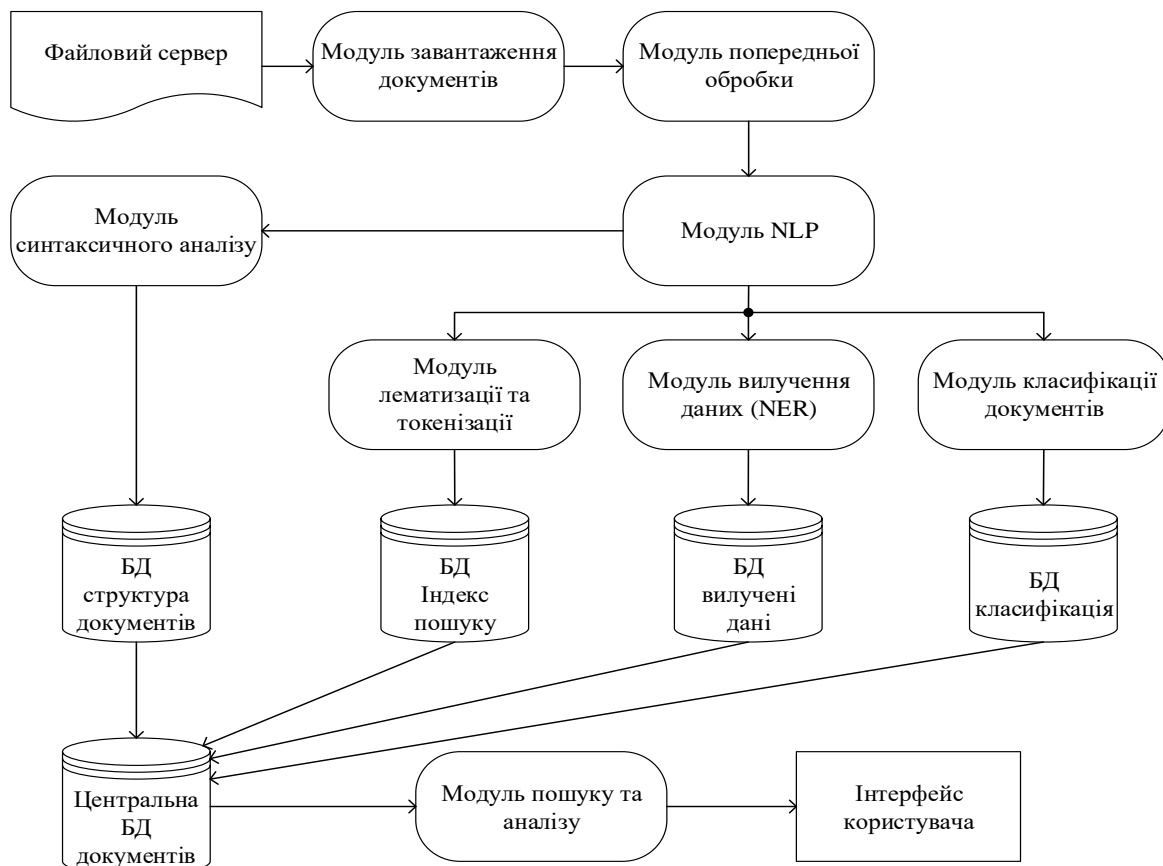 Файловий сервер
Модуль завантаження
документів
Модуль попередньої
обробки
Модуль
синтаксичного аналізу
Модуль NLP
Модуль
лематизації та
токенізації
Модуль вилучення
даних (NER)
Модуль класифікації
документів
БД
структура
документів
БД
Індекс
пошуку
БД
вилучені
дані
БД
класифікація
Центральна
БД
документів
Модуль пошуку та
аналізу
Інтерфейс
користувача